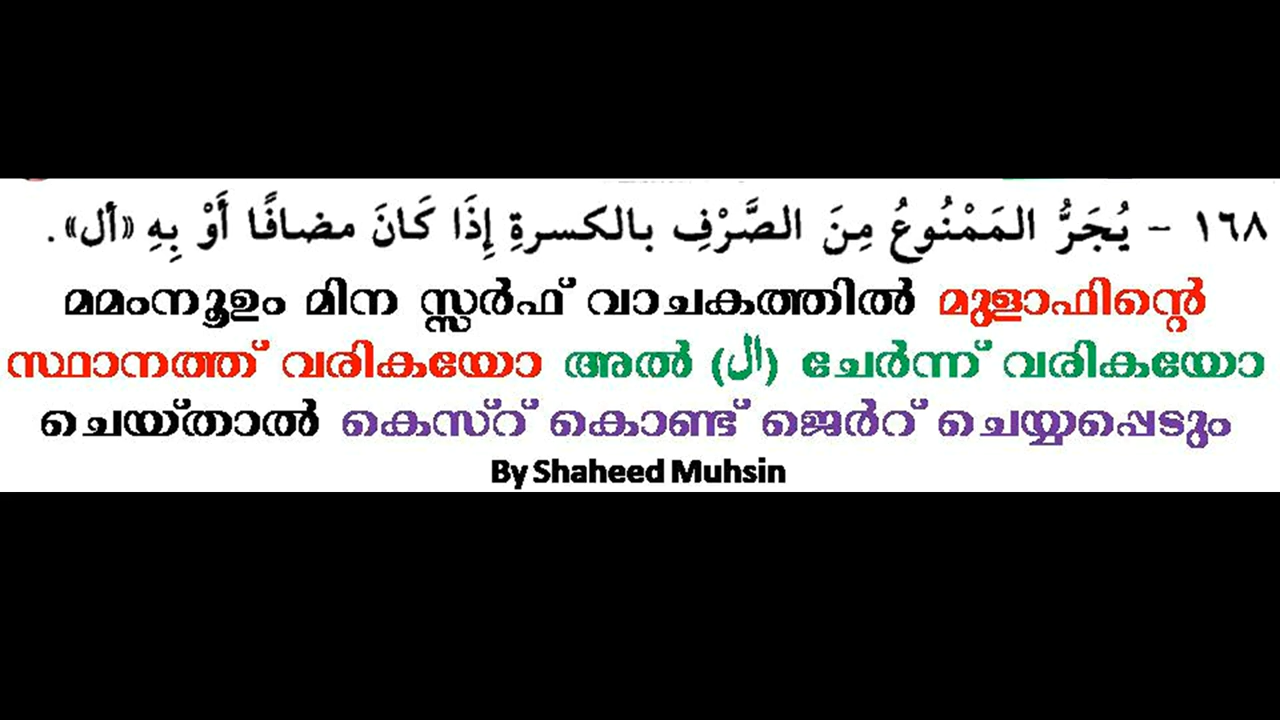 ١٦٨ – يُجَرُّ المَمْنُوعُ مِنَ الصَّرْفِ بالكسرةِ إِذَا كَانَ مضافًا أَوْ بِهِ «أل».
മമംനൂഉം മിന സ്സർഫ് വാചകത്തിൽ മുളാഫിന്റെ
സ്ഥാനത്ത് വരികയോ അൽ (ال) ചേർന്ന് വരികയോ
ചെയ്താൽ കെസ്റ് കൊണ്ട് ജെർറ് ചെയ്യപ്പെടും
By Shaheed Muhsin